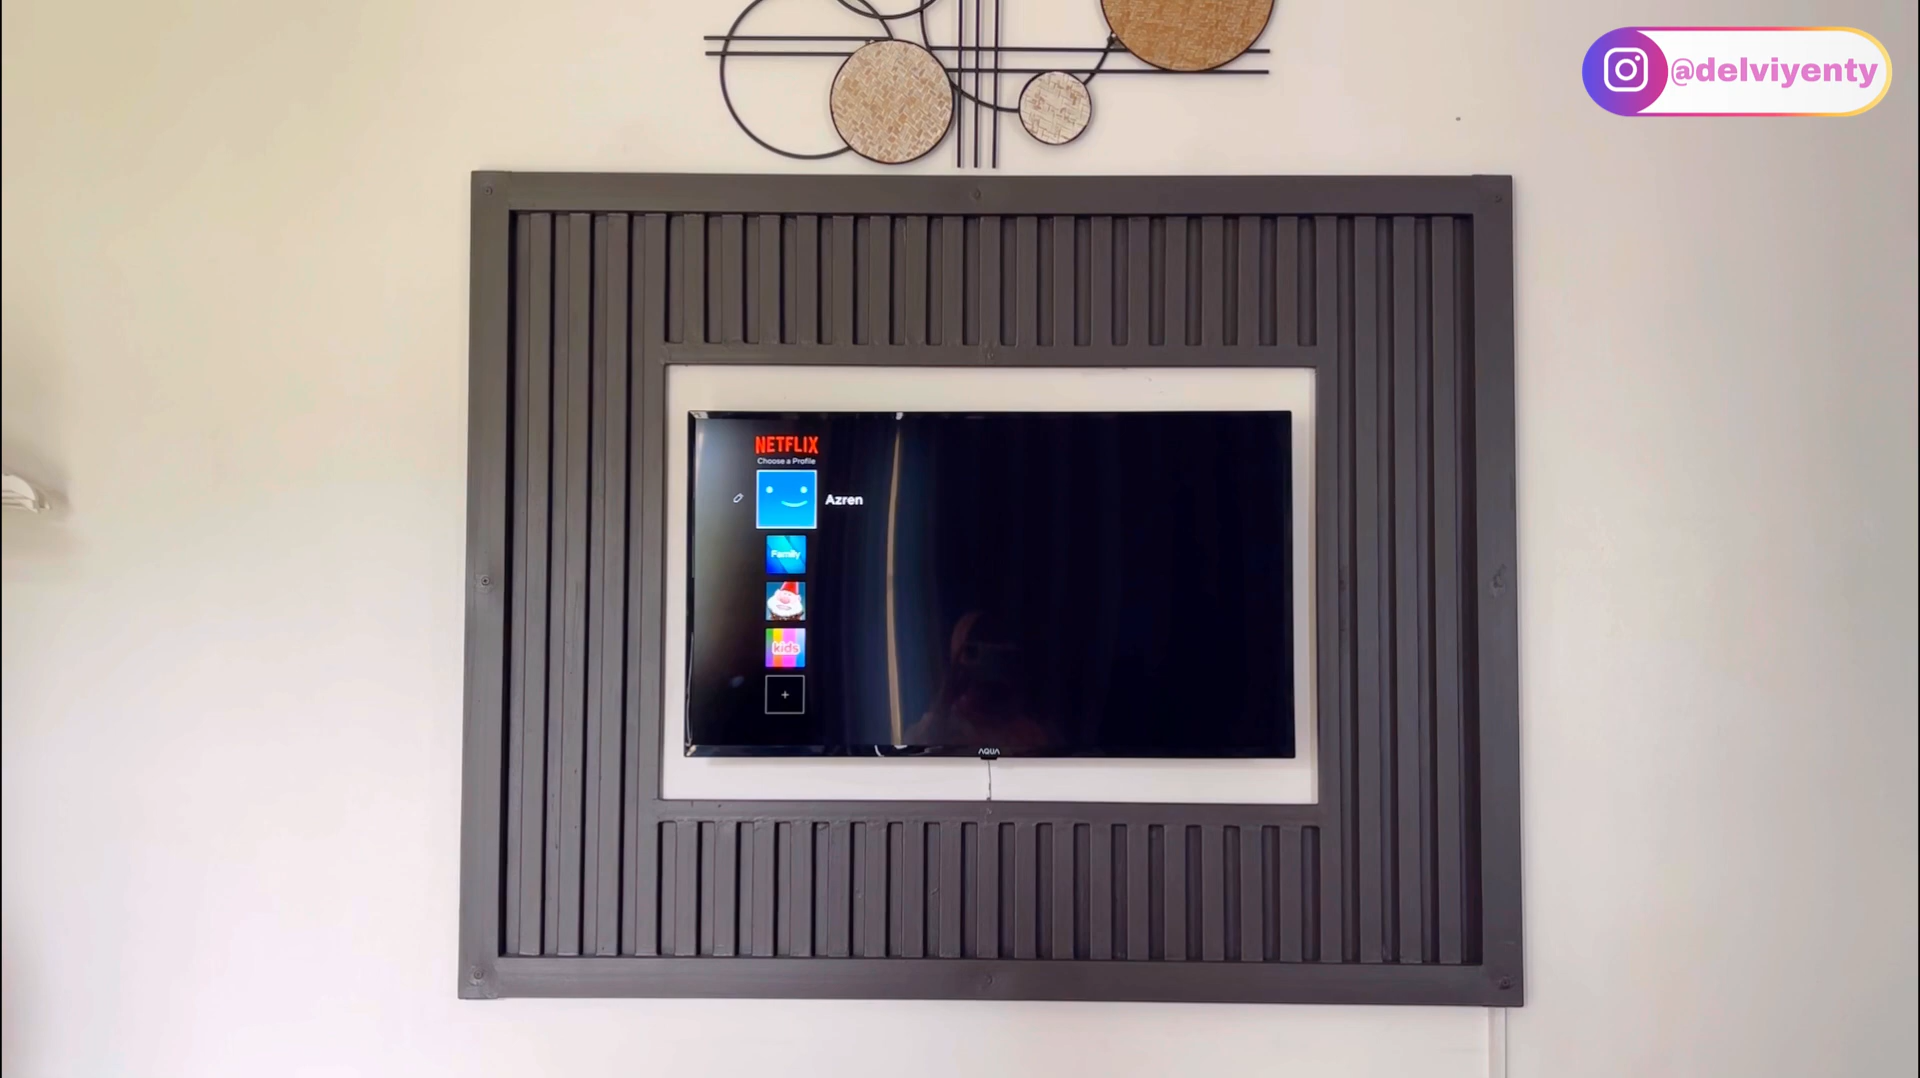 @delviyenty
NETFLIX
Choose a Profile
Azren
Family
kids
+
AQUA